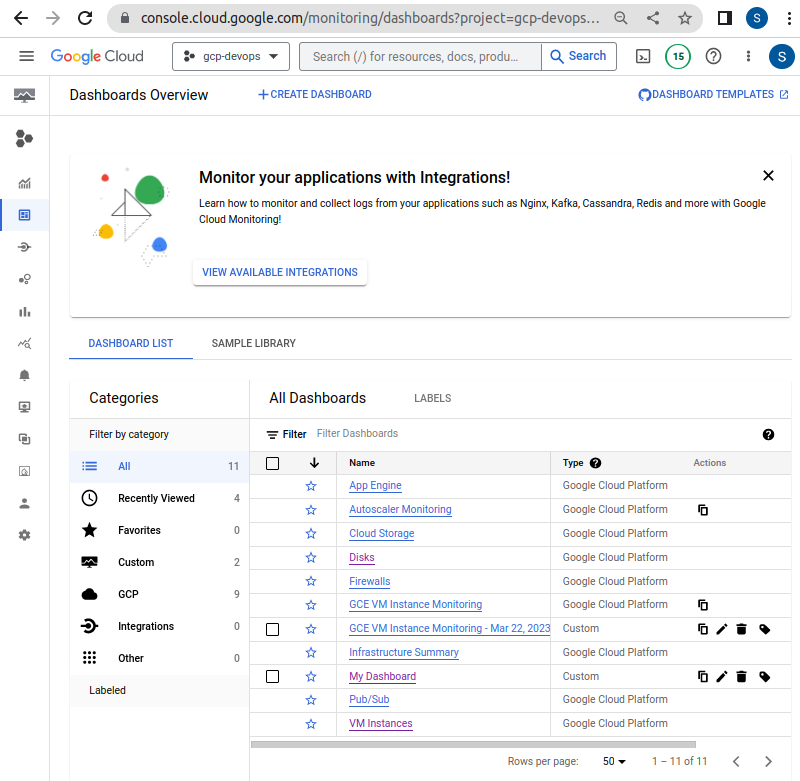 console.cloud.google.com/monitoring/dashboards?project=gcp-devops...
S
Google Cloud
gcp-devops
Search (/) for resources, docs, produ...
Search
15
S
Dashboards Overview
CREATE DASHBOARD
DASHBOARD TEMPLATES
Monitor your applications with Integrations!
Learn how to monitor and collect logs from your applications such as Nginx, Kafka, Cassandra, Redis and more with Google
Cloud Monitoring!
VIEW AVAILABLE INTEGRATIONS
DASHBOARD LIST
SAMPLE LIBRARY
Categories
Filter by category
All 11
Recently Viewed 4
Favorites 0
Custom 2
GCP 9
Integrations 0
Other 0
Labeled
All Dashboards
LABELS
Filter Filter Dashboards
Name Type Actions
App Engine Google Cloud Platform
Autoscaler Monitoring Google Cloud Platform
Cloud Storage Google Cloud Platform
Disks Google Cloud Platform
Firewalls Google Cloud Platform
GCE VM Instance Monitoring Google Cloud Platform
GCE VM Instance Monitoring - Mar 22, 2023 Custom
Infrastructure Summary Google Cloud Platform
My Dashboard Custom
Pub/Sub Google Cloud Platform
VM Instances Google Cloud Platform
Rows per page: 50 1 – 11 of 11